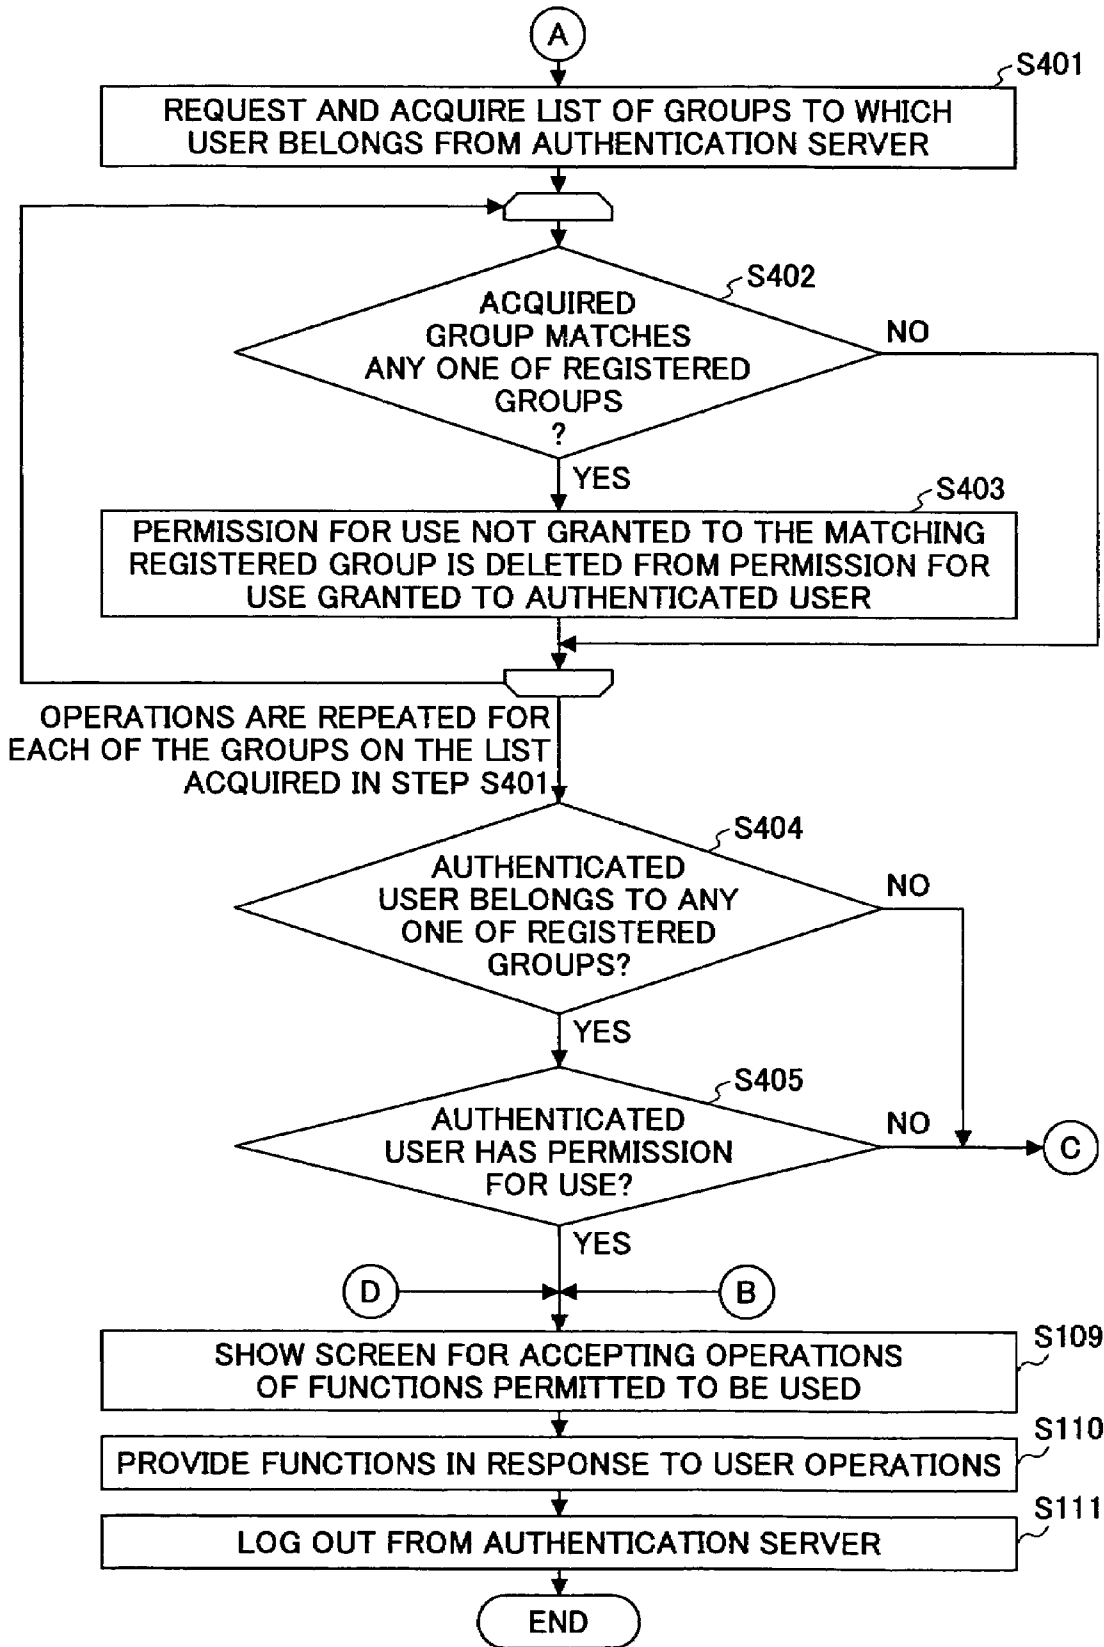 A
S401
REQUEST AND ACQUIRE LIST OF GROUPS TO WHICH
USER BELONGS FROM AUTHENTICATION SERVER
S402
ACQUIRED
GROUP MATCHES
ANY ONE OF REGISTERED
GROUPS
?
NO
YES
S403
PERMISSION FOR USE NOT GRANTED TO THE MATCHING
REGISTERED GROUP IS DELETED FROM PERMISSION FOR
USE GRANTED TO AUTHENTICATED USER
OPERATIONS ARE REPEATED FOR
EACH OF THE GROUPS ON THE LIST
ACQUIRED IN STEP S401
S404
AUTHENTICATED
USER BELONGS TO ANY
ONE OF REGISTERED
GROUPS?
NO
YES
S405
AUTHENTICATED
USER HAS PERMISSION
FOR USE?
NO
C
YES
D
B
S109
SHOW SCREEN FOR ACCEPTING OPERATIONS
OF FUNCTIONS PERMITTED TO BE USED
S110
PROVIDE FUNCTIONS IN RESPONSE TO USER OPERATIONS
S111
LOG OUT FROM AUTHENTICATION SERVER
END